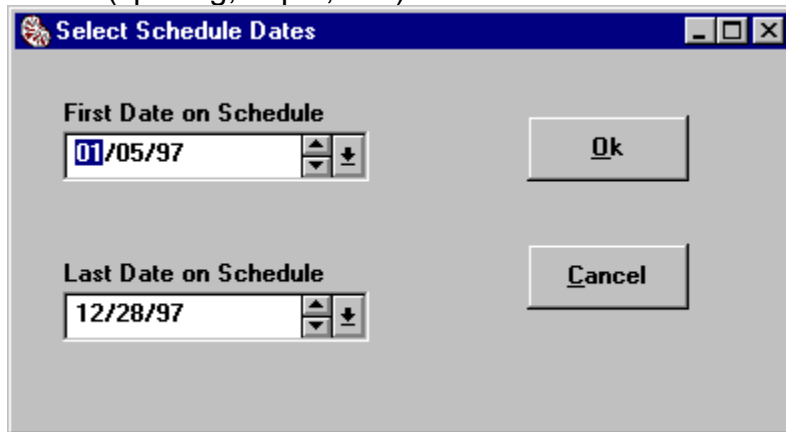 Select Schedule Dates
First Date on Schedule
01/05/97
Ok
Last Date on Schedule
12/28/97
Cancel